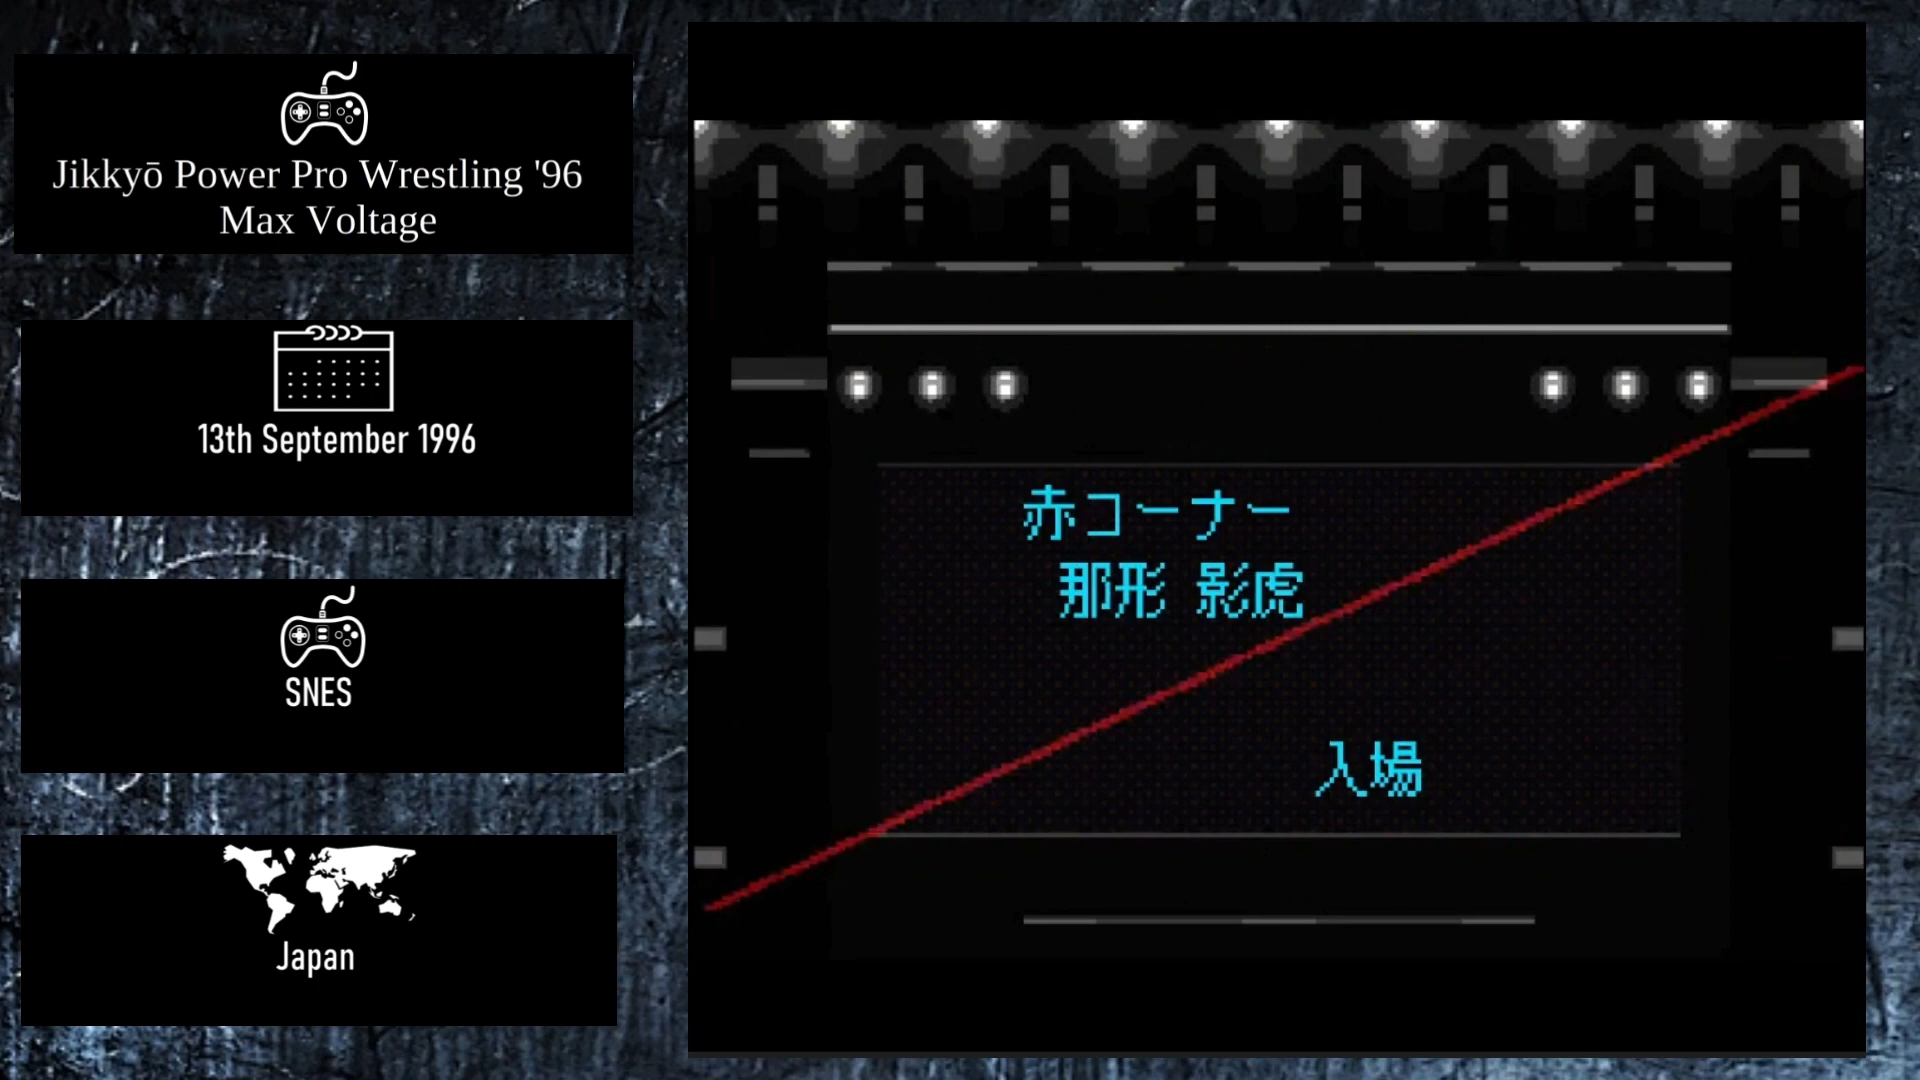 Jikkyō Power Pro Wrestling '96
Max Voltage
13th September 1996
SNES
Japan
赤コーナー
那形 影虎
入場